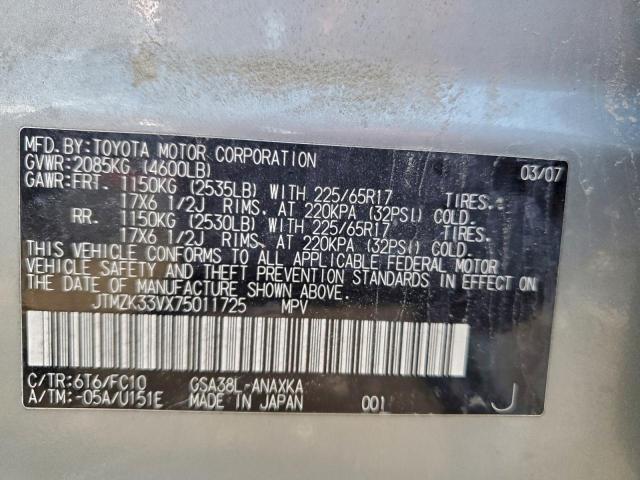 MFD. BY: TOYOTA MOTOR CORPORATION 03/07
GVWR: 2085KG (4600LB)
GAWR: FRT. 1150KG (2535LB) WITH 225/65R17 TIRES.
17X6 1/2J RIMS. AT 220KPA (32PSI) COLD.
RR. 1150KG (2530LB) WITH 225/65R17 TIRES.
17X6 1/2J RIMS. AT 220KPA (32PSI) COLD.
THIS VEHICLE CONFORMS TO ALL APPLICABLE FEDERAL MOTOR
VEHICLE SAFETY AND THEFT PREVENTION STANDARDS IN EFFECT ON
THE DATE OF MANUFACTURE SHOWN ABOVE.
JTMZK33VX75011725 MPV
C/TR: 6T6/FC10 GSA38L-ANAXKA
A/TM: -05A/U151E MADE IN JAPAN 001 J